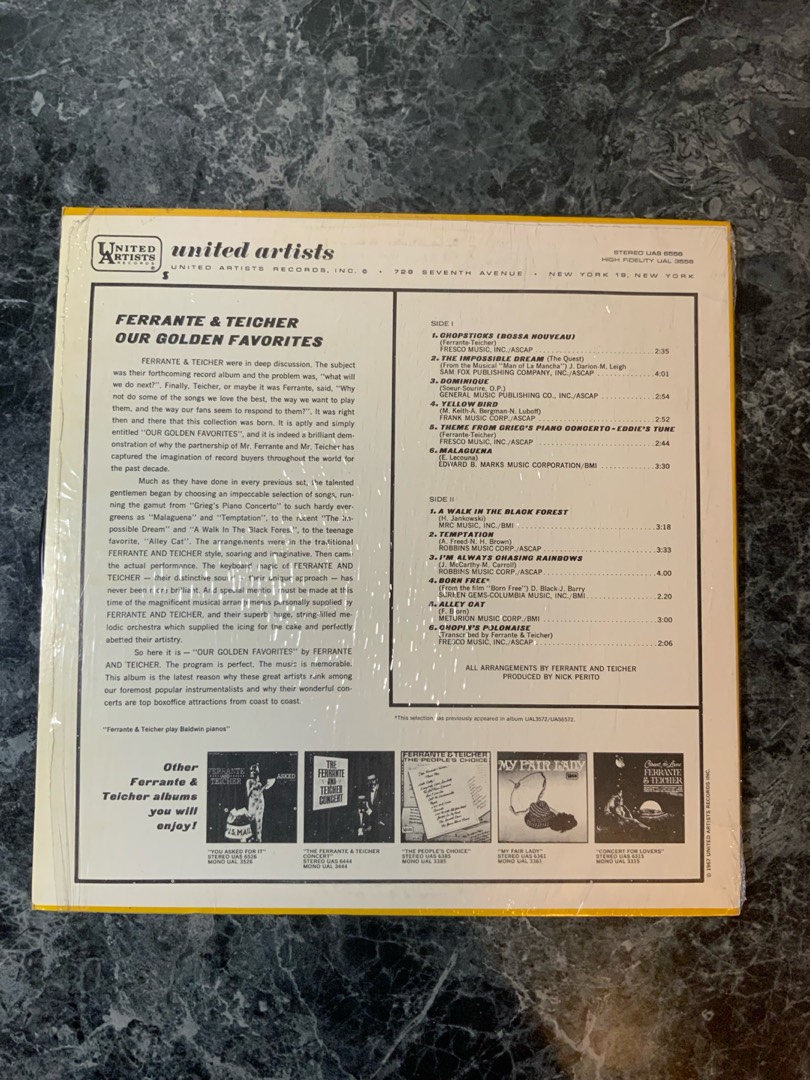 UNITED
ARTISTS
RECORDS
®
S
united artists
UNITED ARTISTS RECORDS, INC. © • 729 SEVENTH AVENUE • NEW YORK 19, NEW YORK
STEREO UAS 6556
HIGH FIDELITY UAL 3556
FERRANTE & TEICHER
OUR GOLDEN FAVORITES
FERRANTE & TEICHER were in deep discussion. The subject
was their forthcoming record album and the problem was, "what will
we do next?". Finally, Teicher, or maybe it was Ferrante, said, "Why
not do some of the songs we love the best, the way we want to play
them, and the way our fans seem to respond to them?". It was right
then and there that this collection was born. It is aptly and simply
entitled "OUR GOLDEN FAVORITES", and it is indeed a brilliant dem-
onstration of why the partnership of Mr. Ferrante and Mr. Teicher has
captured the imagination of record buyers throughout the world for
the past decade.
Much as they have done in every previous set, the talented
gentlemen began by choosing an impeccable selection of songs, run-
ning the gamut from "Grieg's Piano Concerto" to such hardy ever-
greens as "Malaguena" and "Temptation", to the recent "The Im-
possible Dream" and "A Walk In The Black Forest", to the teenage
favorite, "Alley Cat". The arrangements were in the traditional
FERRANTE AND TEICHER style, soaring and imaginative. Then came
the actual performance. The keyboard magic of FERRANTE AND
TEICHER — their distinctive sound, their unique approach — has
never been more brilliant. And special mention must be made at this
time of the magnificent musical arrangements personally supplied by
FERRANTE AND TEICHER, and their superb huge, string-filled me-
lodic orchestra which supplied the icing for the cake and perfectly
abetted their artistry.
So here it is — "OUR GOLDEN FAVORITES" by FERRANTE
AND TEICHER. The program is perfect. The music is memorable.
This album is the latest reason why these great artists rank among
our foremost popular instrumentalists and why their wonderful con-
certs are top boxoffice attractions from coast to coast.
"Ferrante & Teicher play Baldwin pianos"
SIDE I
1. CHOPSTICKS (BOSSA NOUVEAU)
(Ferrante-Teicher)
FRESCO MUSIC, INC./ASCAP 2:35
2. THE IMPOSSIBLE DREAM (The Quest)
(From the Musical "Man of La Mancha") J. Darion-M. Leigh
SAM FOX PUBLISHING COMPANY, INC./ASCAP 4:01
3. DOMINIQUE
(Soeur-Sourire, O.P.)
GENERAL MUSIC PUBLISHING CO., INC./ASCAP 2:54
4. YELLOW BIRD
(M. Keith-A. Bergman-N. Luboff)
FRANK MUSIC CORP./ASCAP 2:52
5. THEME FROM GRIEG'S PIANO CONCERTO-EDDIE'S TUNE
(Ferrante-Teicher)
FRESCO MUSIC, INC./ASCAP 2:44
6. MALAGUENA
(E. Lecouna)
EDWARD B. MARKS MUSIC CORPORATION/BMI 3:30
SIDE II
1. A WALK IN THE BLACK FOREST
(H. Jankowski)
MRC MUSIC, INC./BMI 3:18
2. TEMPTATION
(A. Freed-N. H. Brown)
ROBBINS MUSIC CORP./ASCAP 3:33
3. I'M ALWAYS CHASING RAINBOWS
(J. McCarthy-M. Carroll)
ROBBINS MUSIC CORP./ASCAP 4.00
4. BORN FREE*
(From the film "Born Free") D. Black-J. Barry
SCREEN GEMS-COLUMBIA MUSIC, INC./BMI 2.20
5. ALLEY CAT
(F. Bjorn)
METORION MUSIC CORP./BMI 3:00
6. CHOPIN'S POLONAISE
(Transcribed by Ferrante & Teicher)
FRESCO MUSIC, INC./ASCAP 2:06
ALL ARRANGEMENTS BY FERRANTE AND TEICHER
PRODUCED BY NICK PERITO
*This selection has previously appeared in album UAL3572/UAS6572.
Other
Ferrante &
Teicher albums
you will
enjoy!
FERRANTE
AND
TEICHER
ASKED
U.S. MAIL
"YOU ASKED FOR IT"
STEREO UAS 6526
MONO UAL 3526
THE
FERRANTE
AND
TEICHER
CONCERT
"THE FERRANTE & TEICHER
CONCERT"
STEREO UAS 6444
MONO UAL 3444
FERRANTE & TEICHER
THE PEOPLE'S CHOICE
"THE PEOPLE'S CHOICE"
STEREO UAS 6385
MONO UAL 3385
MY FAIR LADY
"MY FAIR LADY"
STEREO UAS 6361
MONO UAL 3361
Concert for Lovers
FERRANTE
& TEICHER
"CONCERT FOR LOVERS"
STEREO UAS 6315
MONO UAL 3315
© 1967 UNITED ARTISTS RECORDS INC.